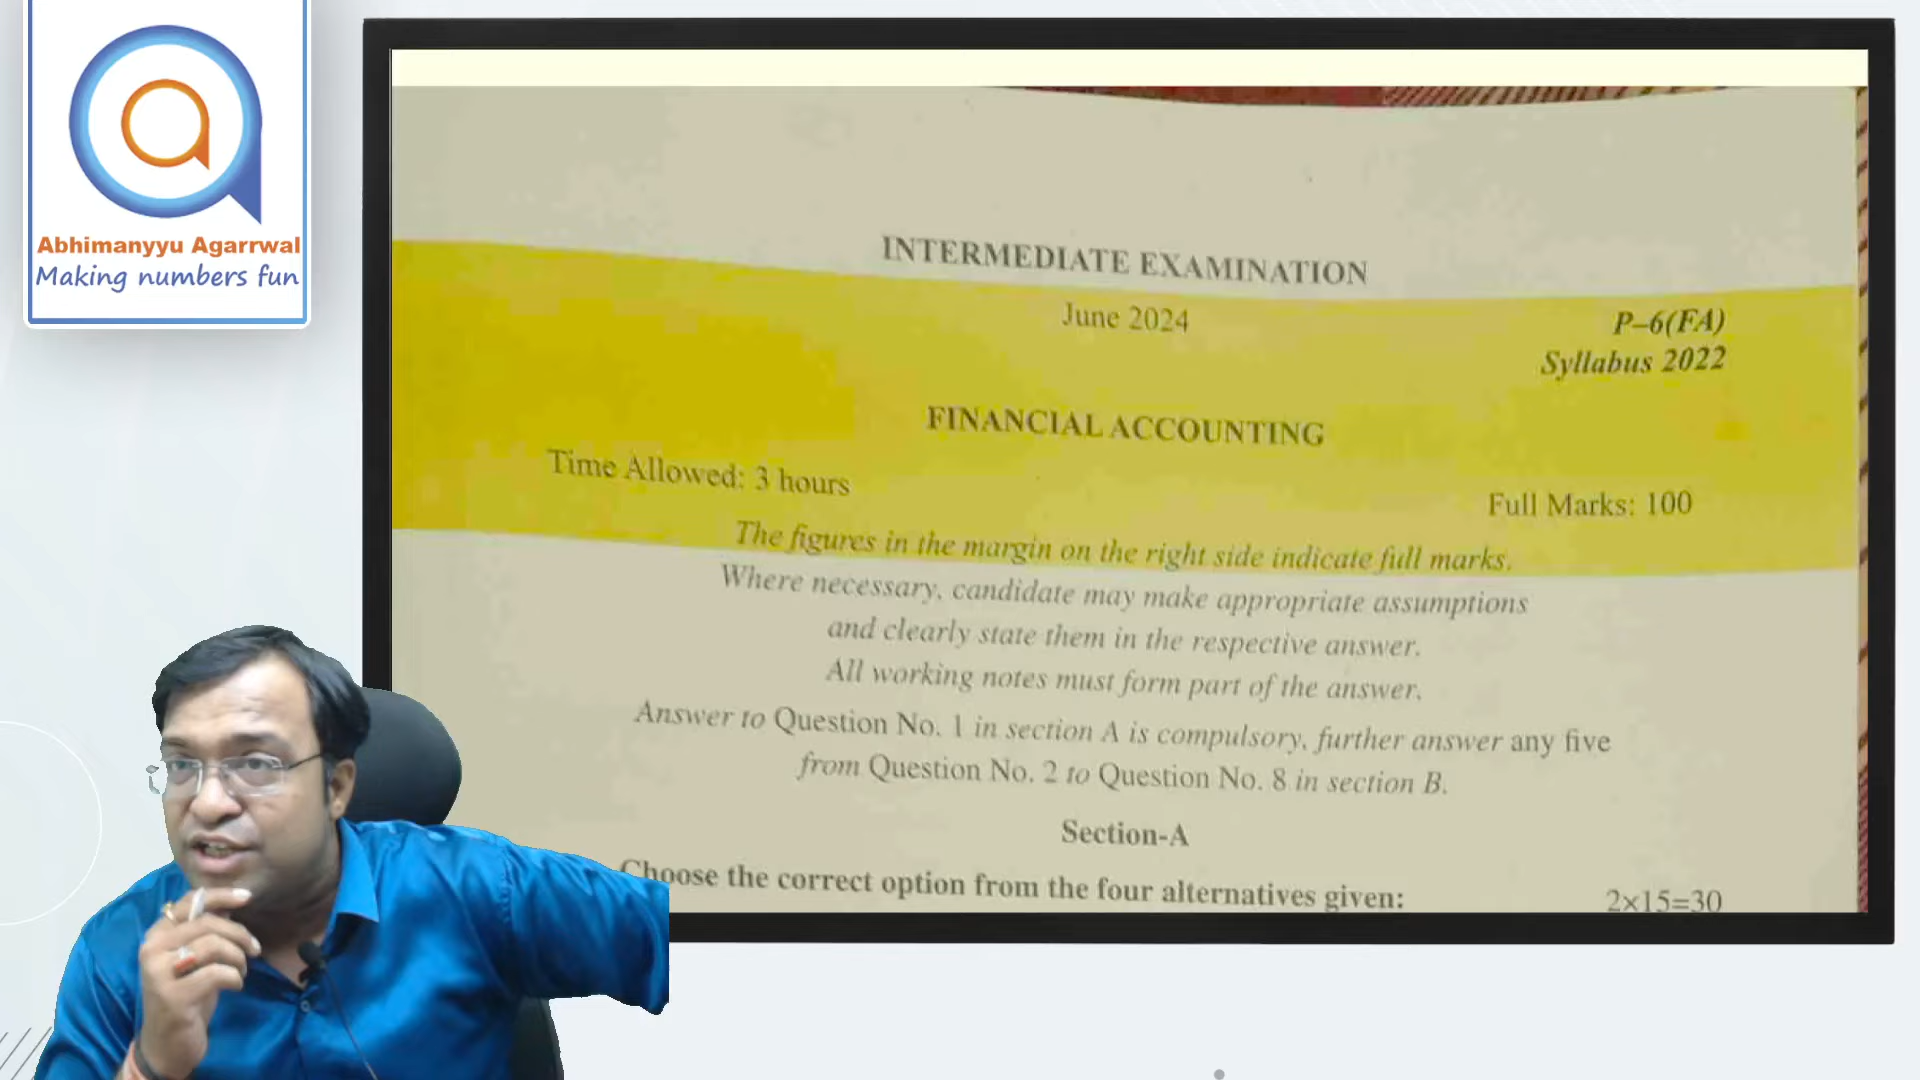 Abhimanyyu Agarrwal
Making numbers fun
INTERMEDIATE EXAMINATION
June 2024
P–6(FA)
Syllabus 2022
FINANCIAL ACCOUNTING
Time Allowed: 3 hours
Full Marks: 100
The figures in the margin on the right side indicate full marks.
Where necessary, candidate may make appropriate assumptions
and clearly state them in the respective answer.
All working notes must form part of the answer.
Answer to Question No. 1 in section A is compulsory, further answer any five
from Question No. 2 to Question No. 8 in section B.
Section-A
Choose the correct option from the four alternatives given: 2×15=30